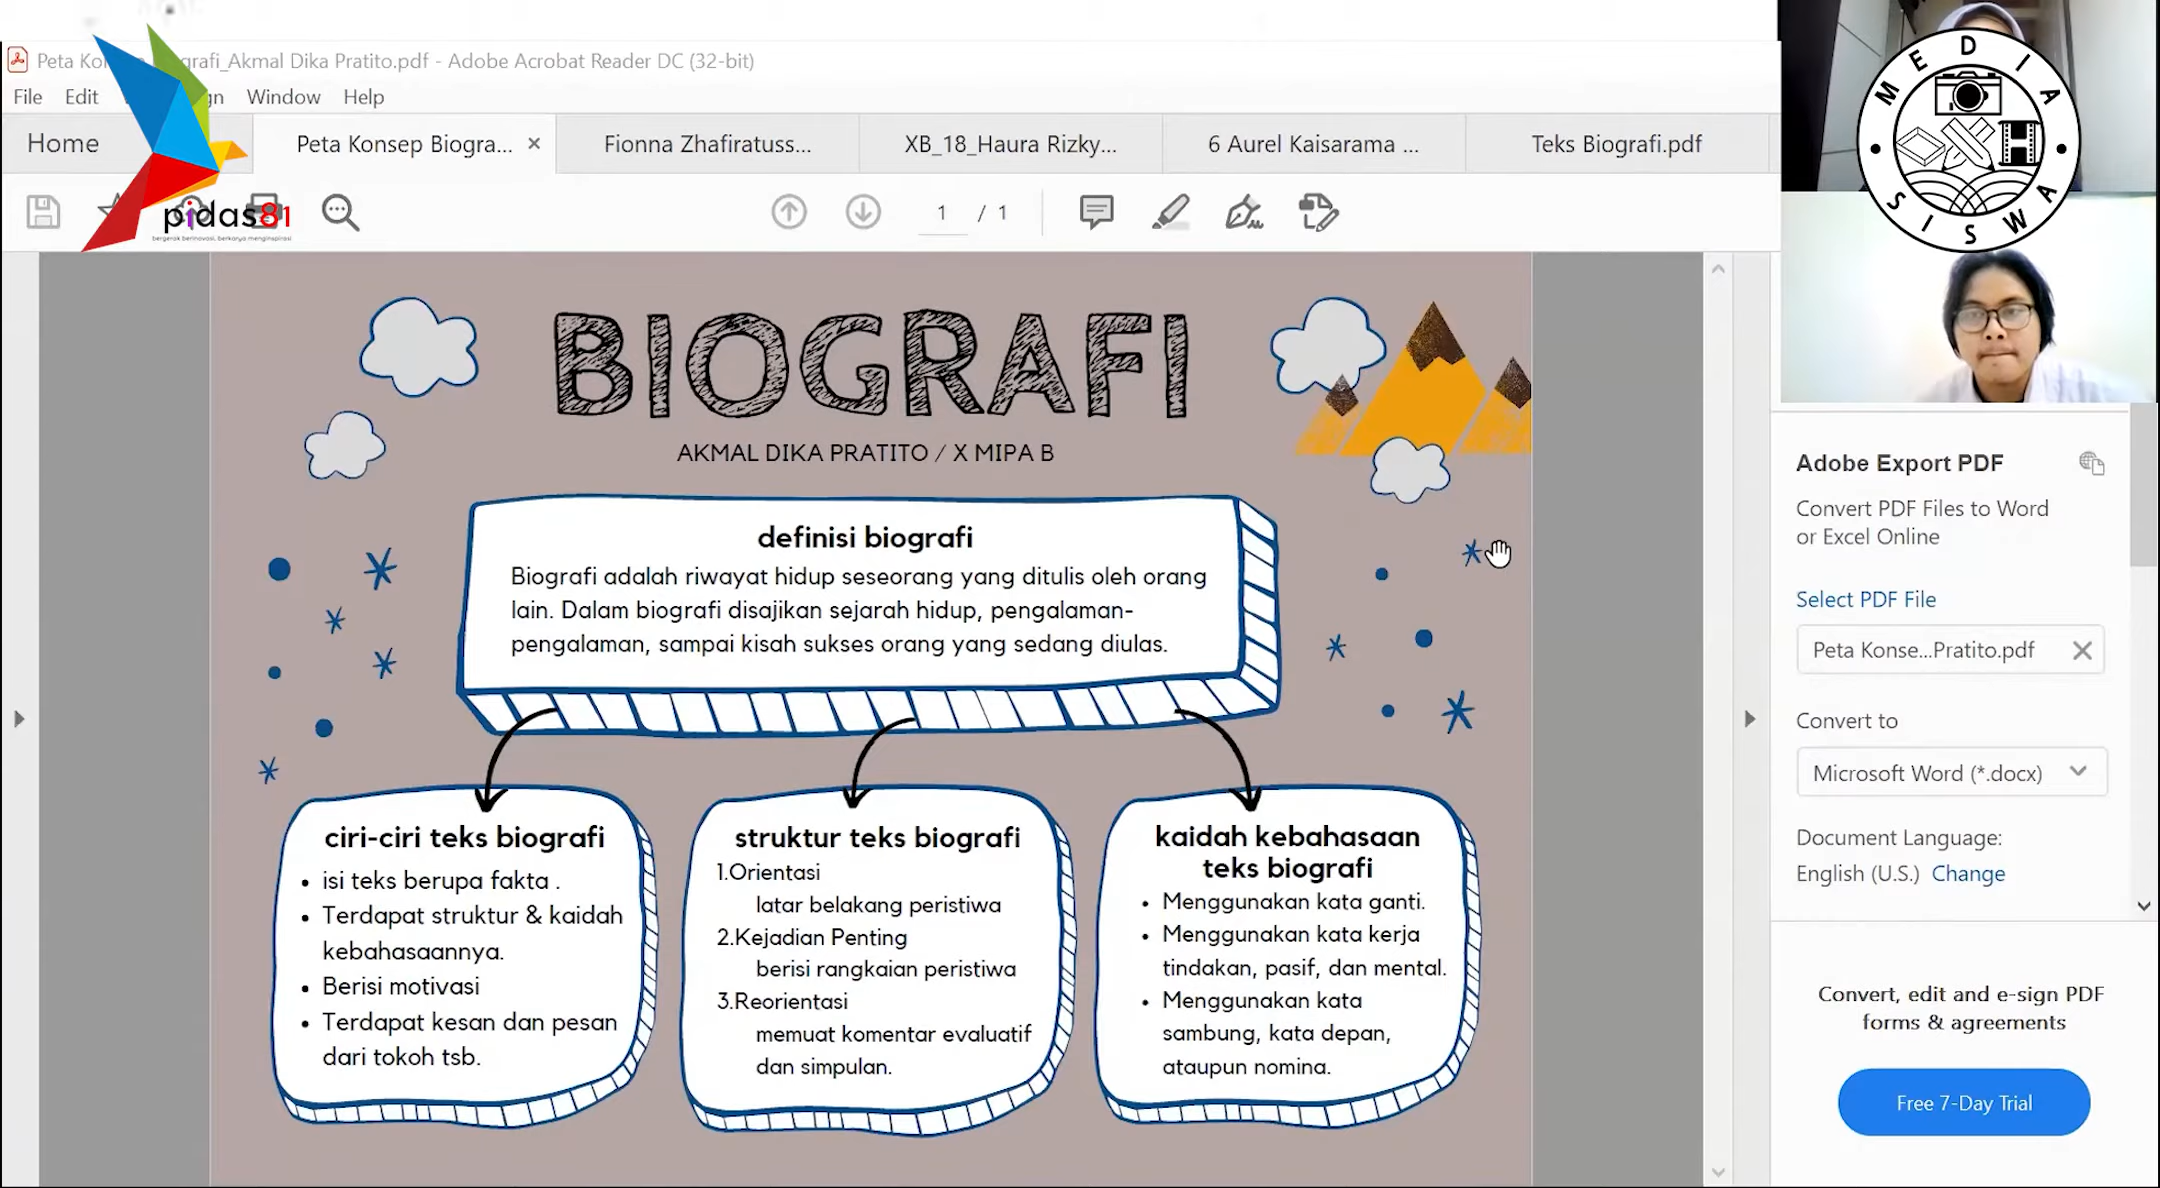 Peta Ko
grafi_Akmal Dika Pratito.pdf - Adobe Acrobat Reader DC (32-bit)
File Edit gn Window Help
Home Peta Konsep Biogra... Fionna Zhafiratuss... XB_18_Haura Rizky... 6 Aurel Kaisarama ... Teks Biografi.pdf
pidas81
bergerak berinovasi, berkarya menginspirasi
1 / 1
MEDIA
SISWA
BIOGRAFI
AKMAL DIKA PRATITO / X MIPA B
definisi biografi
Biografi adalah riwayat hidup seseorang yang ditulis oleh orang
lain. Dalam biografi disajikan sejarah hidup, pengalaman-
pengalaman, sampai kisah sukses orang yang sedang diulas.
ciri-ciri teks biografi
• isi teks berupa fakta .
• Terdapat struktur & kaidah
kebahasaannya.
• Berisi motivasi
• Terdapat kesan dan pesan
dari tokoh tsb.
struktur teks biografi
1.Orientasi
latar belakang peristiwa
2.Kejadian Penting
berisi rangkaian peristiwa
3.Reorientasi
memuat komentar evaluatif
dan simpulan.
kaidah kebahasaan
teks biografi
• Menggunakan kata ganti.
• Menggunakan kata kerja
tindakan, pasif, dan mental.
• Menggunakan kata
sambung, kata depan,
ataupun nomina.
Adobe Export PDF
Convert PDF Files to Word
or Excel Online
Select PDF File
Peta Konse...Pratito.pdf
Convert to
Microsoft Word (*.docx)
Document Language:
English (U.S.) Change
Convert, edit and e-sign PDF
forms & agreements
Free 7-Day Trial